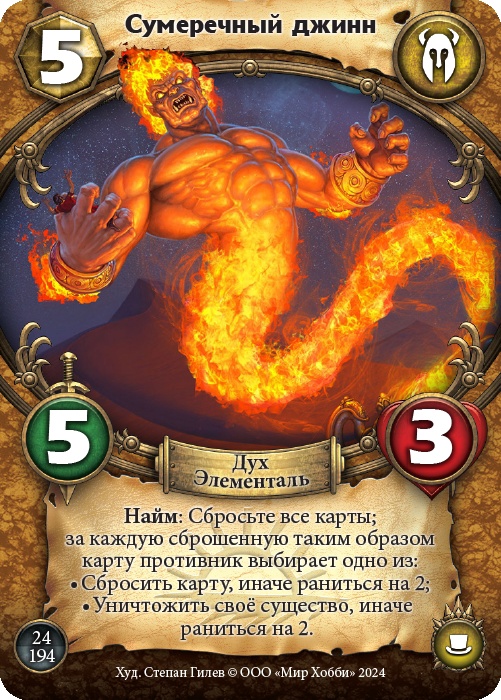 Сумеречный джинн
5
5
3
Дух
Элементаль
Найм: Сбросьте все карты;
за каждую сброшенную таким образом
карту противник выбирает одно из:
• Сбросить карту, иначе раниться на 2;
• Уничтожить своё существо, иначе
раниться на 2.
24
194
Худ. Степан Гилев © ООО «Мир Хобби» 2024